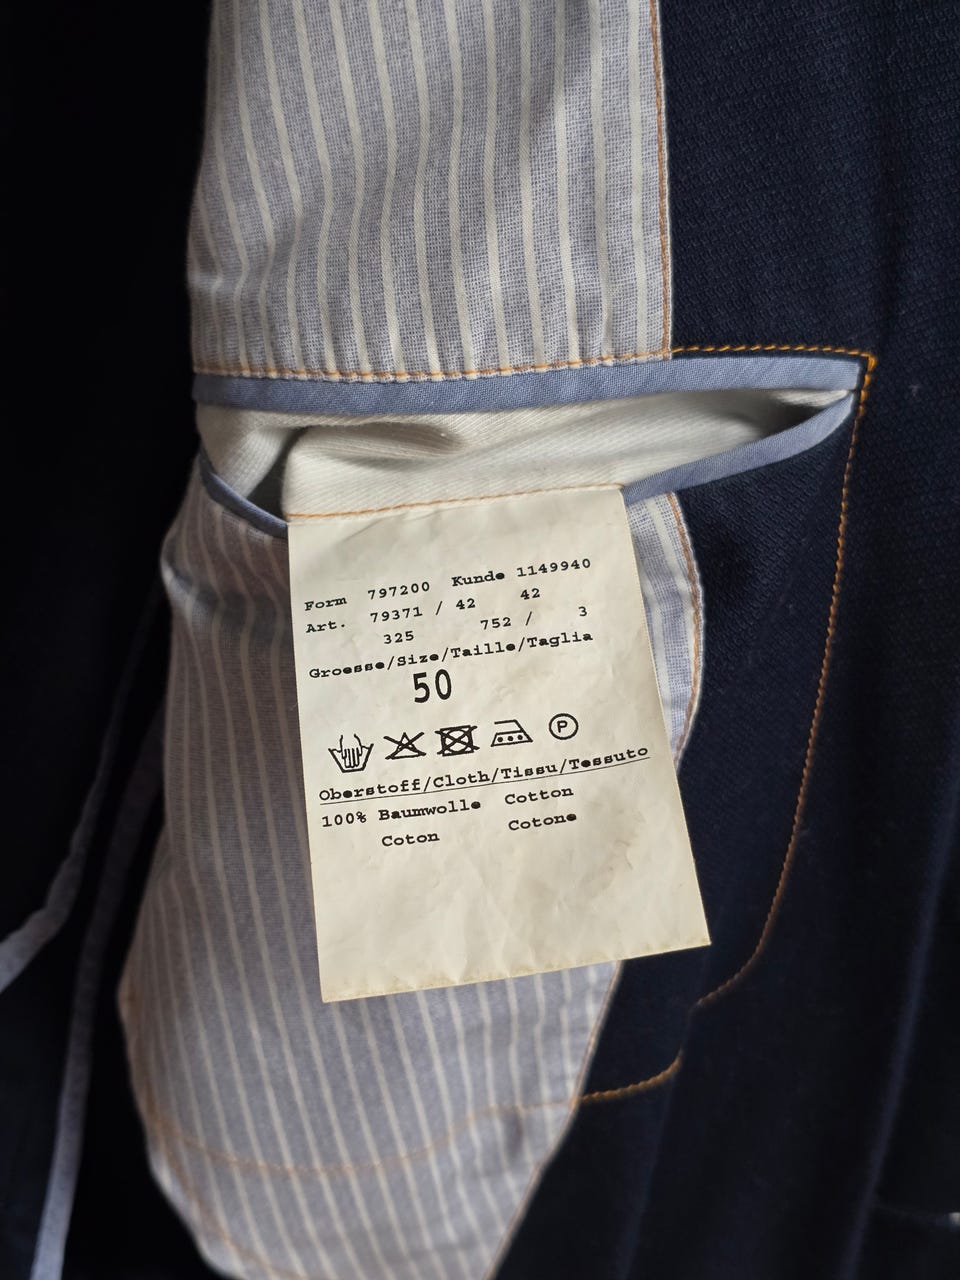 Form 797200 Kunde 1149940
Art. 79371 / 42 42
325 752 / 3
Groesse/Size/Taille/Taglia
50
P
Oberstoff/Cloth/Tissu/Tessuto
100% Baumwolle Cotton
Coton Cotone